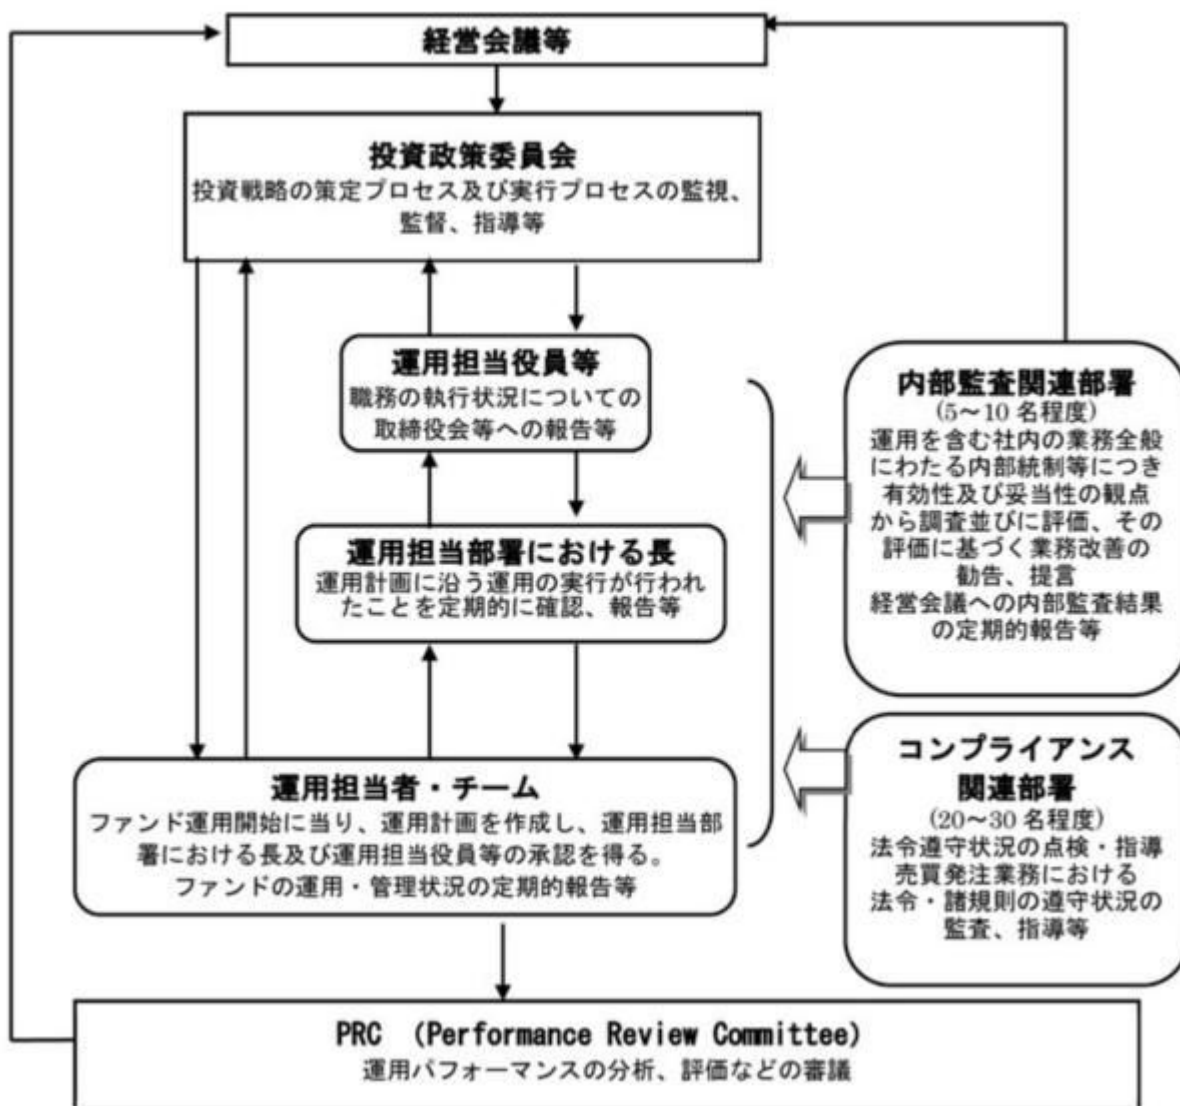 経営会議等
投資政策委員会
投資戦略の策定プロセス及び実行プロセスの監視、
監督、指導等
運用担当役員等
職務の執行状況についての
取締役会等への報告等
運用担当部署における長
運用計画に沿う運用の実行が行われ
たことを定期的に確認、報告等
運用担当者・チーム
ファンド運用開始に当り、運用計画を作成し、運用担当部
署における長及び運用担当役員等の承認を得る。
ファンドの運用・管理状況の定期的報告等
内部監査関連部署
(5～10 名程度)
運用を含む社内の業務全般
にわたる内部統制等につき
有効性及び妥当性の観点
から調査並びに評価、その
評価に基づく業務改善の
勧告、提言
経営会議への内部監査結果
の定期的報告等
コンプライアンス
関連部署
(20～30 名程度)
法令遵守状況の点検・指導
売買発注業務における
法令・諸規則の遵守状況の
監査、指導等
PRC (Performance Review Committee)
運用パフォーマンスの分析、評価などの審議